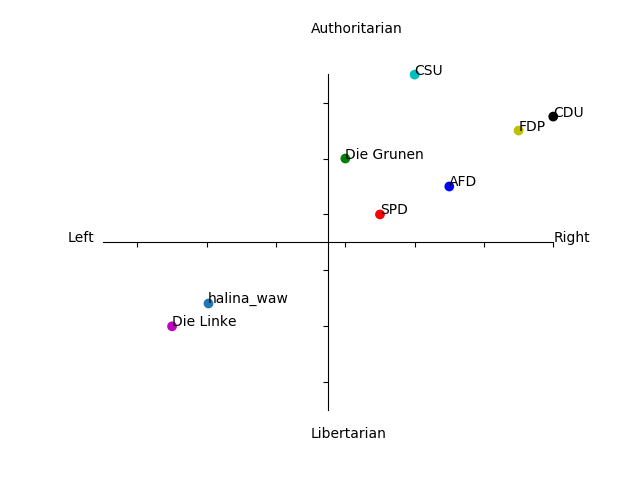 Authoritarian
CSU
CDU
FDP
Die Grunen
AFD
SPD
Left
Right
halina_waw
Die Linke
Libertarian